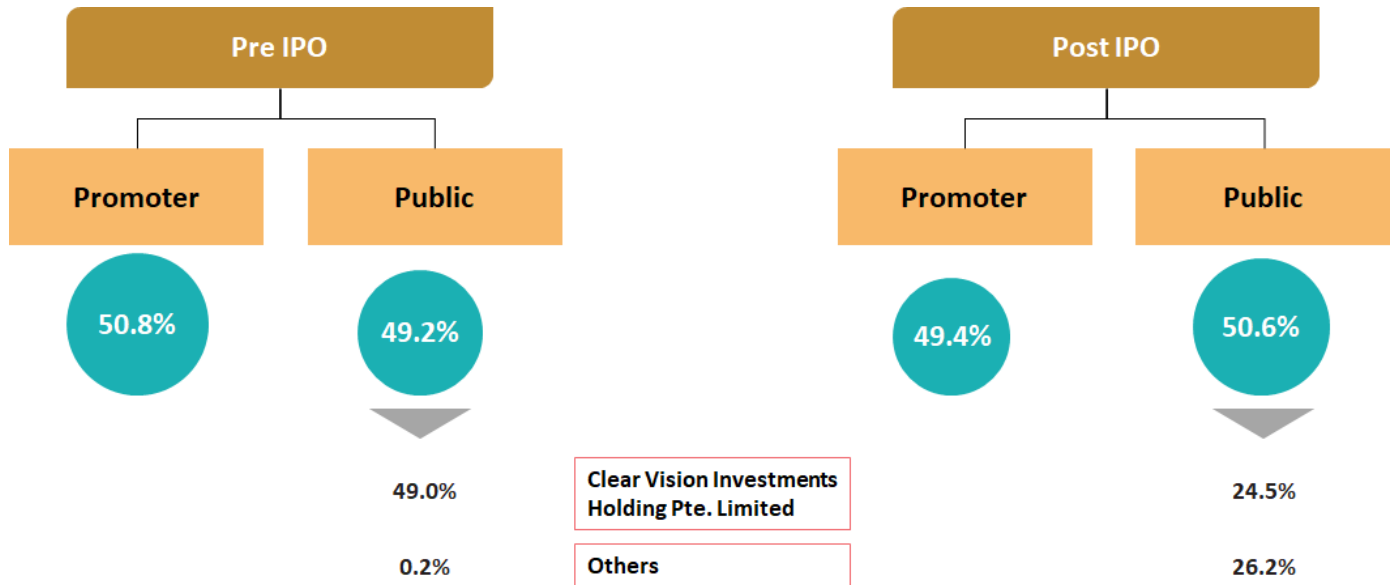 Pre IPO
Post IPO
Promoter
Public
Promoter
Public
50.8%
49.2%
49.4%
50.6%
49.0%
Clear Vision Investments
Holding Pte. Limited
24.5%
0.2%
Others
26.2%